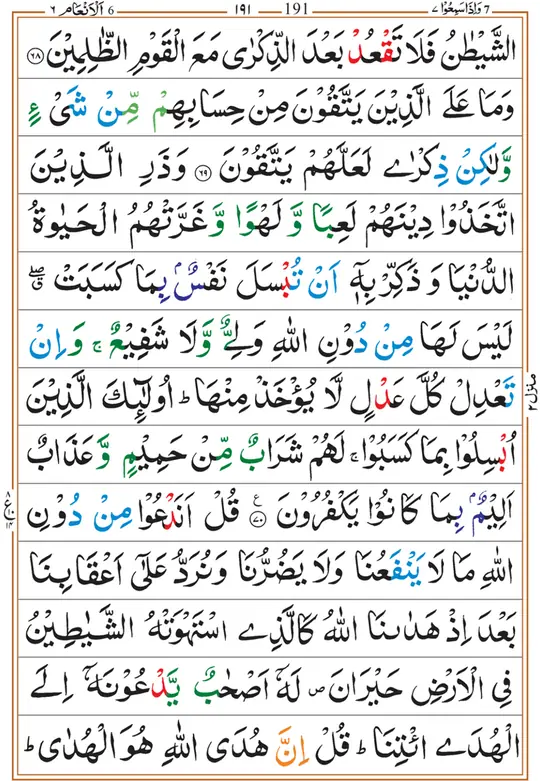 وَاِذَا سَمِعُوْا ٧ 7 191 ١٩١ 6 اَلْاَنْعَام ٦
الشَّيْطٰنُ فَلَا تَقْعُدْ بَعْدَ الذِّكْرٰى مَعَ الْقَوْمِ الظّٰلِمِيْنَ ٦٨
وَمَا عَلَى الَّذِيْنَ يَتَّقُوْنَ مِنْ حِسَابِهِمْ مِّنْ شَیْءٍ
وَّلٰكِنْ ذِكْرٰى لَعَلَّهُمْ يَتَّقُوْنَ ٦٩ وَذَرِ الَّذِيْنَ
اتَّخَذُوْا دِيْنَهُمْ لَعِبًا وَّ لَهْوًا وَّ غَرَّتْهُمُ الْحَيٰوةُ
الدُّنْيَا وَ ذَكِّرْ بِهٖۤ اَنْ تُبْسَلَ نَفْسٌۢ بِمَا كَسَبَتْ ۖق
لَيْسَ لَهَا مِنْ دُوْنِ اللّٰهِ وَلِیٌّ وَّلَا شَفِيْعٌ ۚ وَاِنْ
تَعْدِلْ كُلَّ عَدْلٍ لَّا يُؤْخَذْ مِنْهَا ؕ اُولٰٓئِكَ الَّذِيْنَ
اُبْسِلُوْا بِمَا كَسَبُوْا ۚ لَهُمْ شَرَابٌ مِّنْ حَمِيْمٍ وَّعَذَابٌ
اَلِيْمٌۢ بِمَا كَانُوْا يَكْفُرُوْنَ ٧٠ ع قُلْ اَنَدْعُوْا مِنْ دُوْنِ
اللّٰهِ مَا لَا يَنْفَعُنَا وَلَا يَضُرُّنَا وَنُرَدُّ عَلٰٓى اَعْقَابِنَا
بَعْدَ اِذْ هَدٰىنَا اللّٰهُ كَالَّذِى اسْتَهْوَتْهُ الشَّيٰطِيْنُ
فِى الْاَرْضِ حَيْرَانَ ۖ لَهٗۤ اَصْحٰبٌ يَّدْعُوْنَهٗۤ اِلَى
الْهُدَى ائْتِنَا ؕ قُلْ اِنَّ هُدَى اللّٰهِ هُوَ الْهُدٰى ؕ
منزل ٢